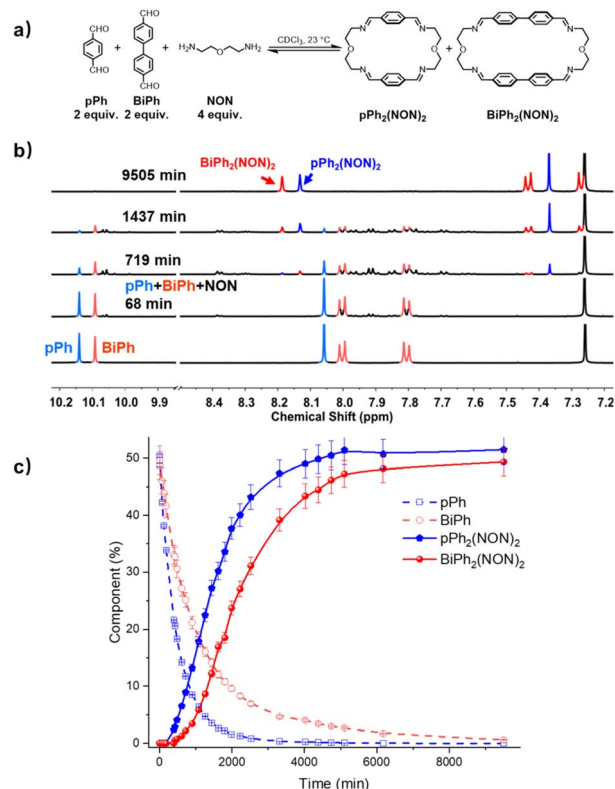 a)
CHO CHO
CHO CHO
+ + H₂N O NH₂
CDCl₃, 23 °C
N N O O N N
+
N N O O N N
pPh BiPh NON
2 equiv. 2 equiv. 4 equiv.
pPh₂(NON)₂ BiPh₂(NON)₂
b)
BiPh₂(NON)₂ pPh₂(NON)₂
9505 min
1437 min
719 min
pPh+BiPh+NON
68 min
pPh BiPh
10.2 10.1 10.0 9.9 8.4 8.3 8.2 8.1 8.0 7.9 7.8 7.7 7.6 7.5 7.4 7.3 7.2
Chemical Shift (ppm)
c)
50
40
30
20
10
0
Component (%)
pPh
BiPh
pPh₂(NON)₂
BiPh₂(NON)₂
0 2000 4000 6000 8000
Time (min)